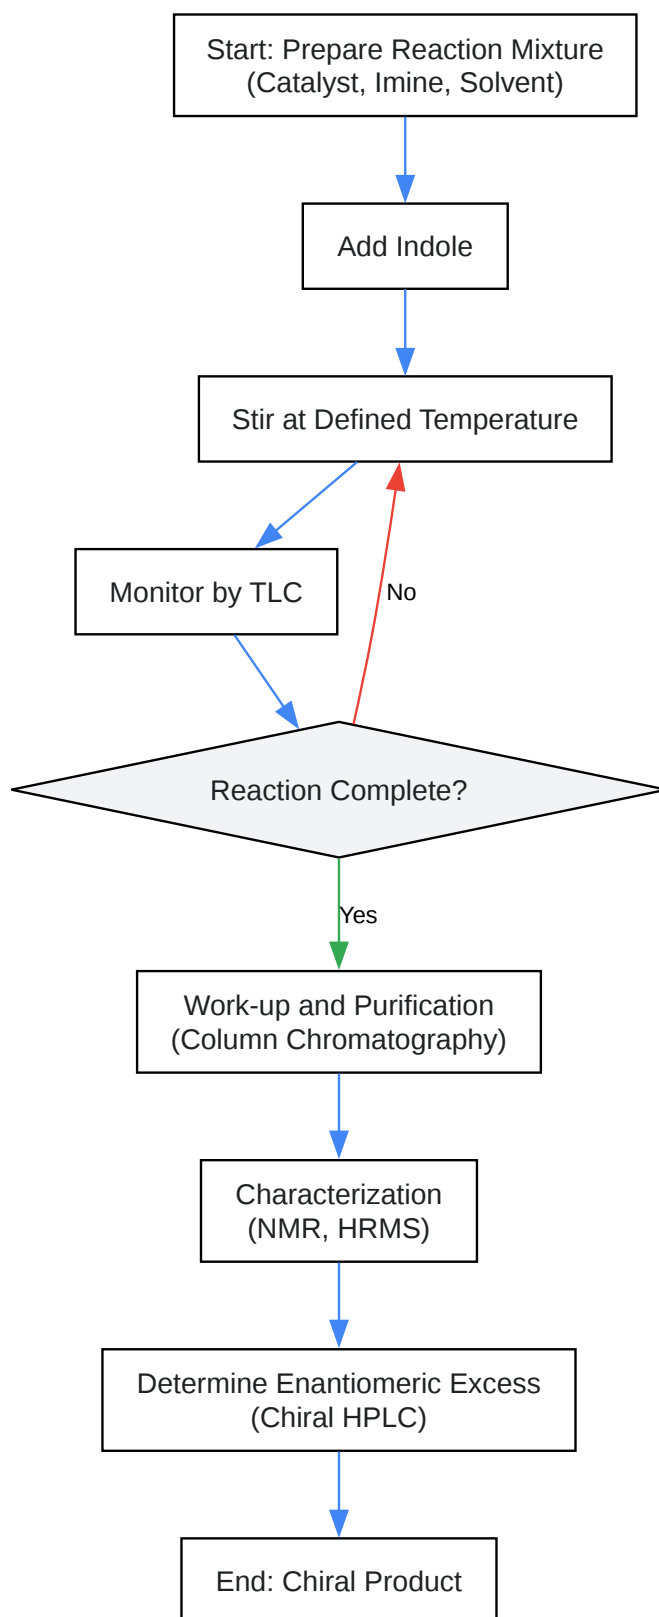 Start: Prepare Reaction Mixture
(Catalyst, Imine, Solvent)
Add Indole
Stir at Defined Temperature
Monitor by TLC
No
Reaction Complete?
Yes
Work-up and Purification
(Column Chromatography)
Characterization
(NMR, HRMS)
Determine Enantiomeric Excess
(Chiral HPLC)
End: Chiral Product